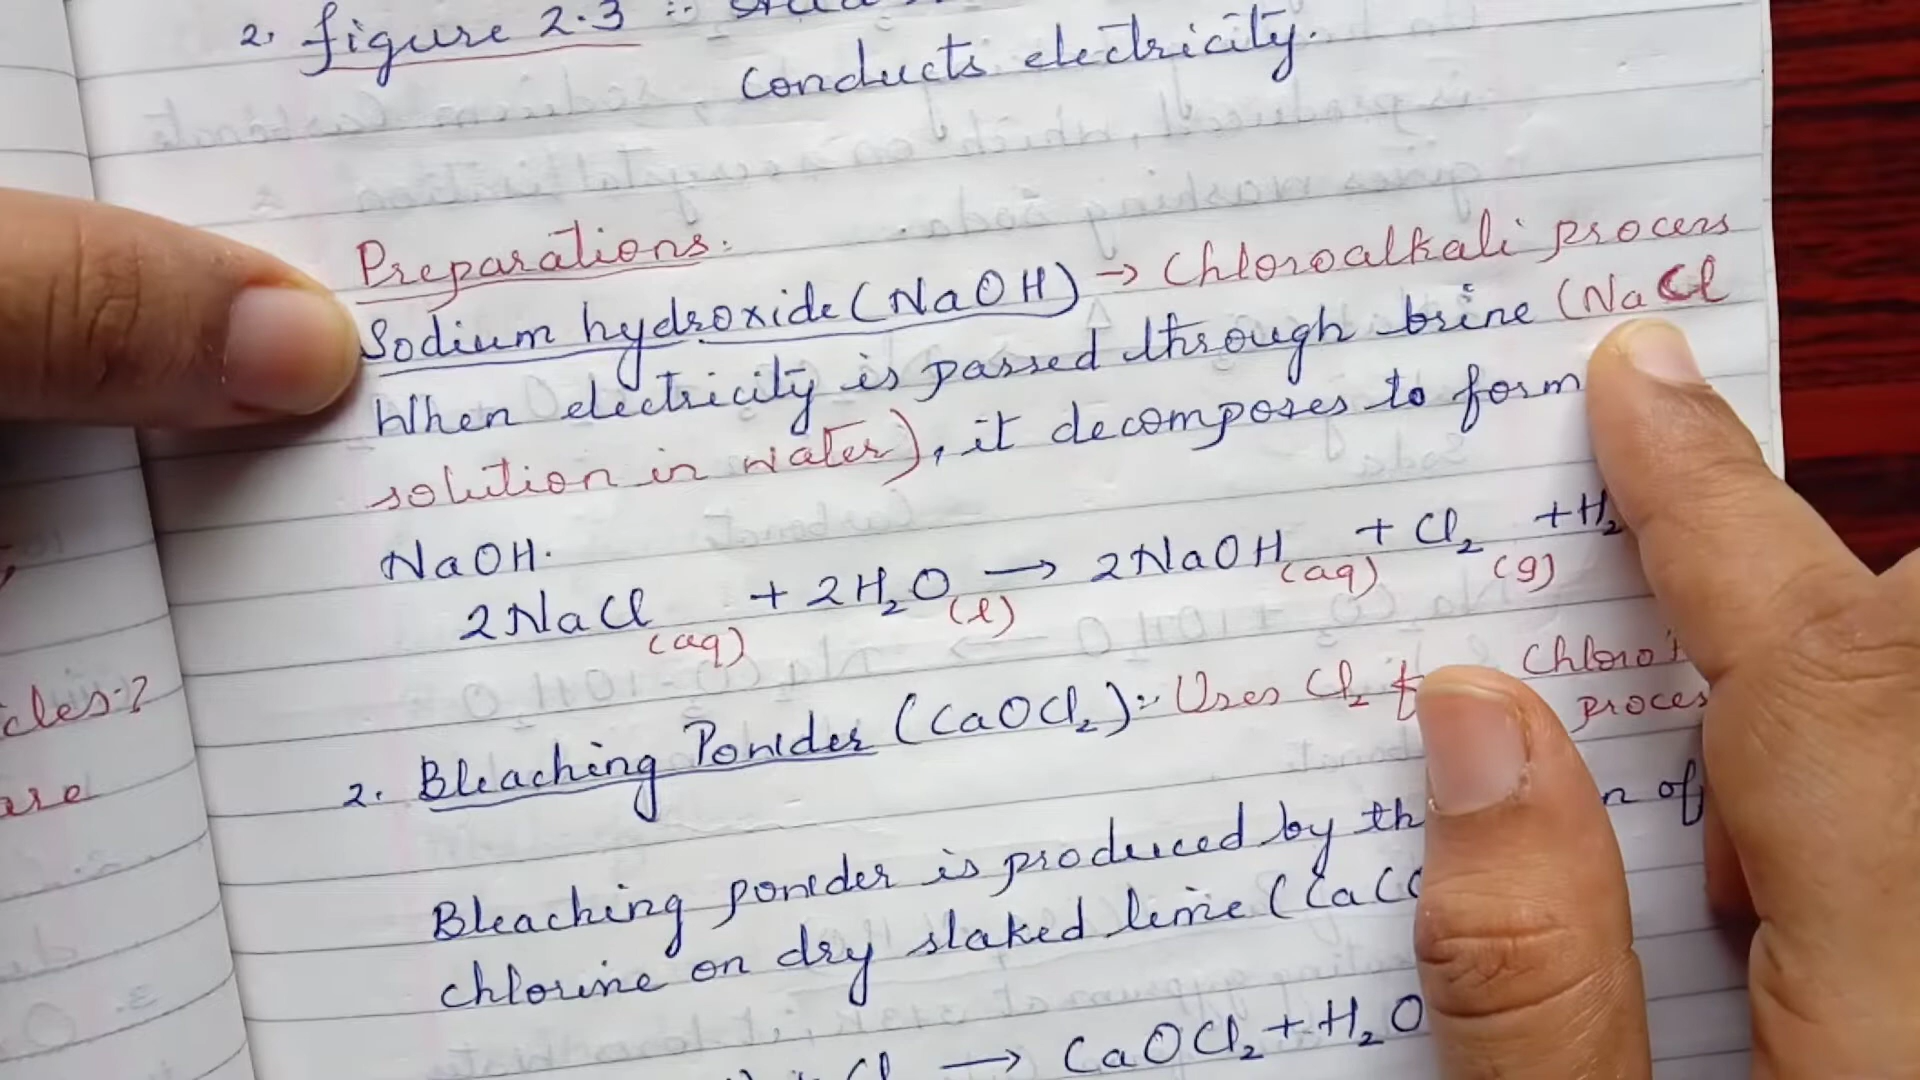 2. figure 2.3 :-
conducts electricity.
Preparations:
Sodium hydroxide (NaOH) → Chloroalkali process
When electricity is passed through brine (NaCl
solution in water), it decomposes to form
NaOH.
2NaCl (aq) + 2H₂O (l) → 2NaOH (aq) + Cl₂ (g) + H₂
2. Bleaching Powder (CaOCl₂):- Uses Cl₂
proces
Bleaching powder is produced by th n of
chlorine on dry slaked lime (Ca(
→ CaOCl₂ + H₂O
cles:?
are